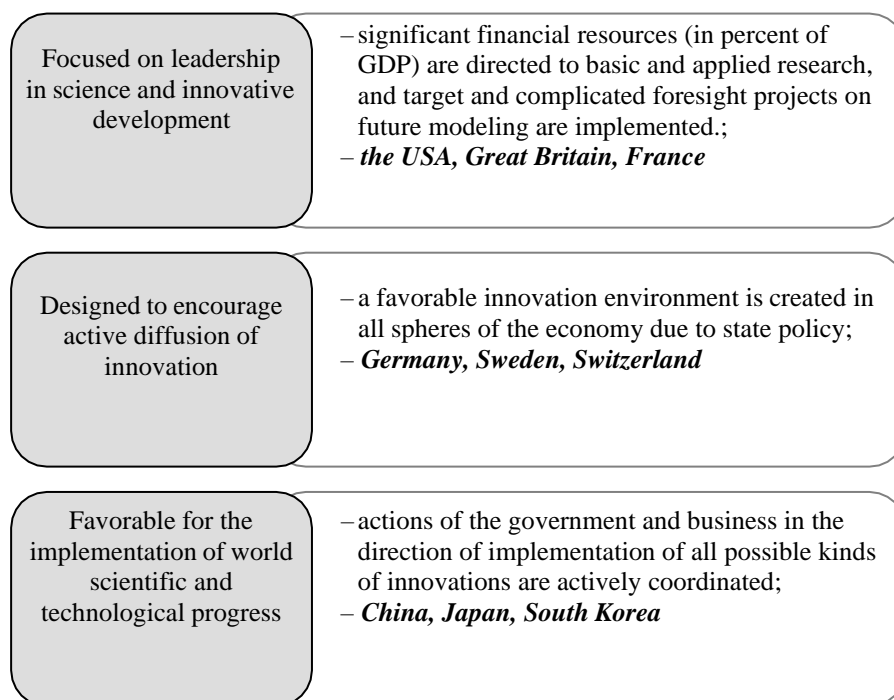 Focused on leadership
in science and innovative
development
– significant financial resources (in percent of
GDP) are directed to basic and applied research,
and target and complicated foresight projects on
future modeling are implemented.;
– the USA, Great Britain, France
Designed to encourage
active diffusion of
innovation
– a favorable innovation environment is created in
all spheres of the economy due to state policy;
– Germany, Sweden, Switzerland
Favorable for the
implementation of world
scientific and
technological progress
– actions of the government and business in the
direction of implementation of all possible kinds
of innovations are actively coordinated;
– China, Japan, South Korea